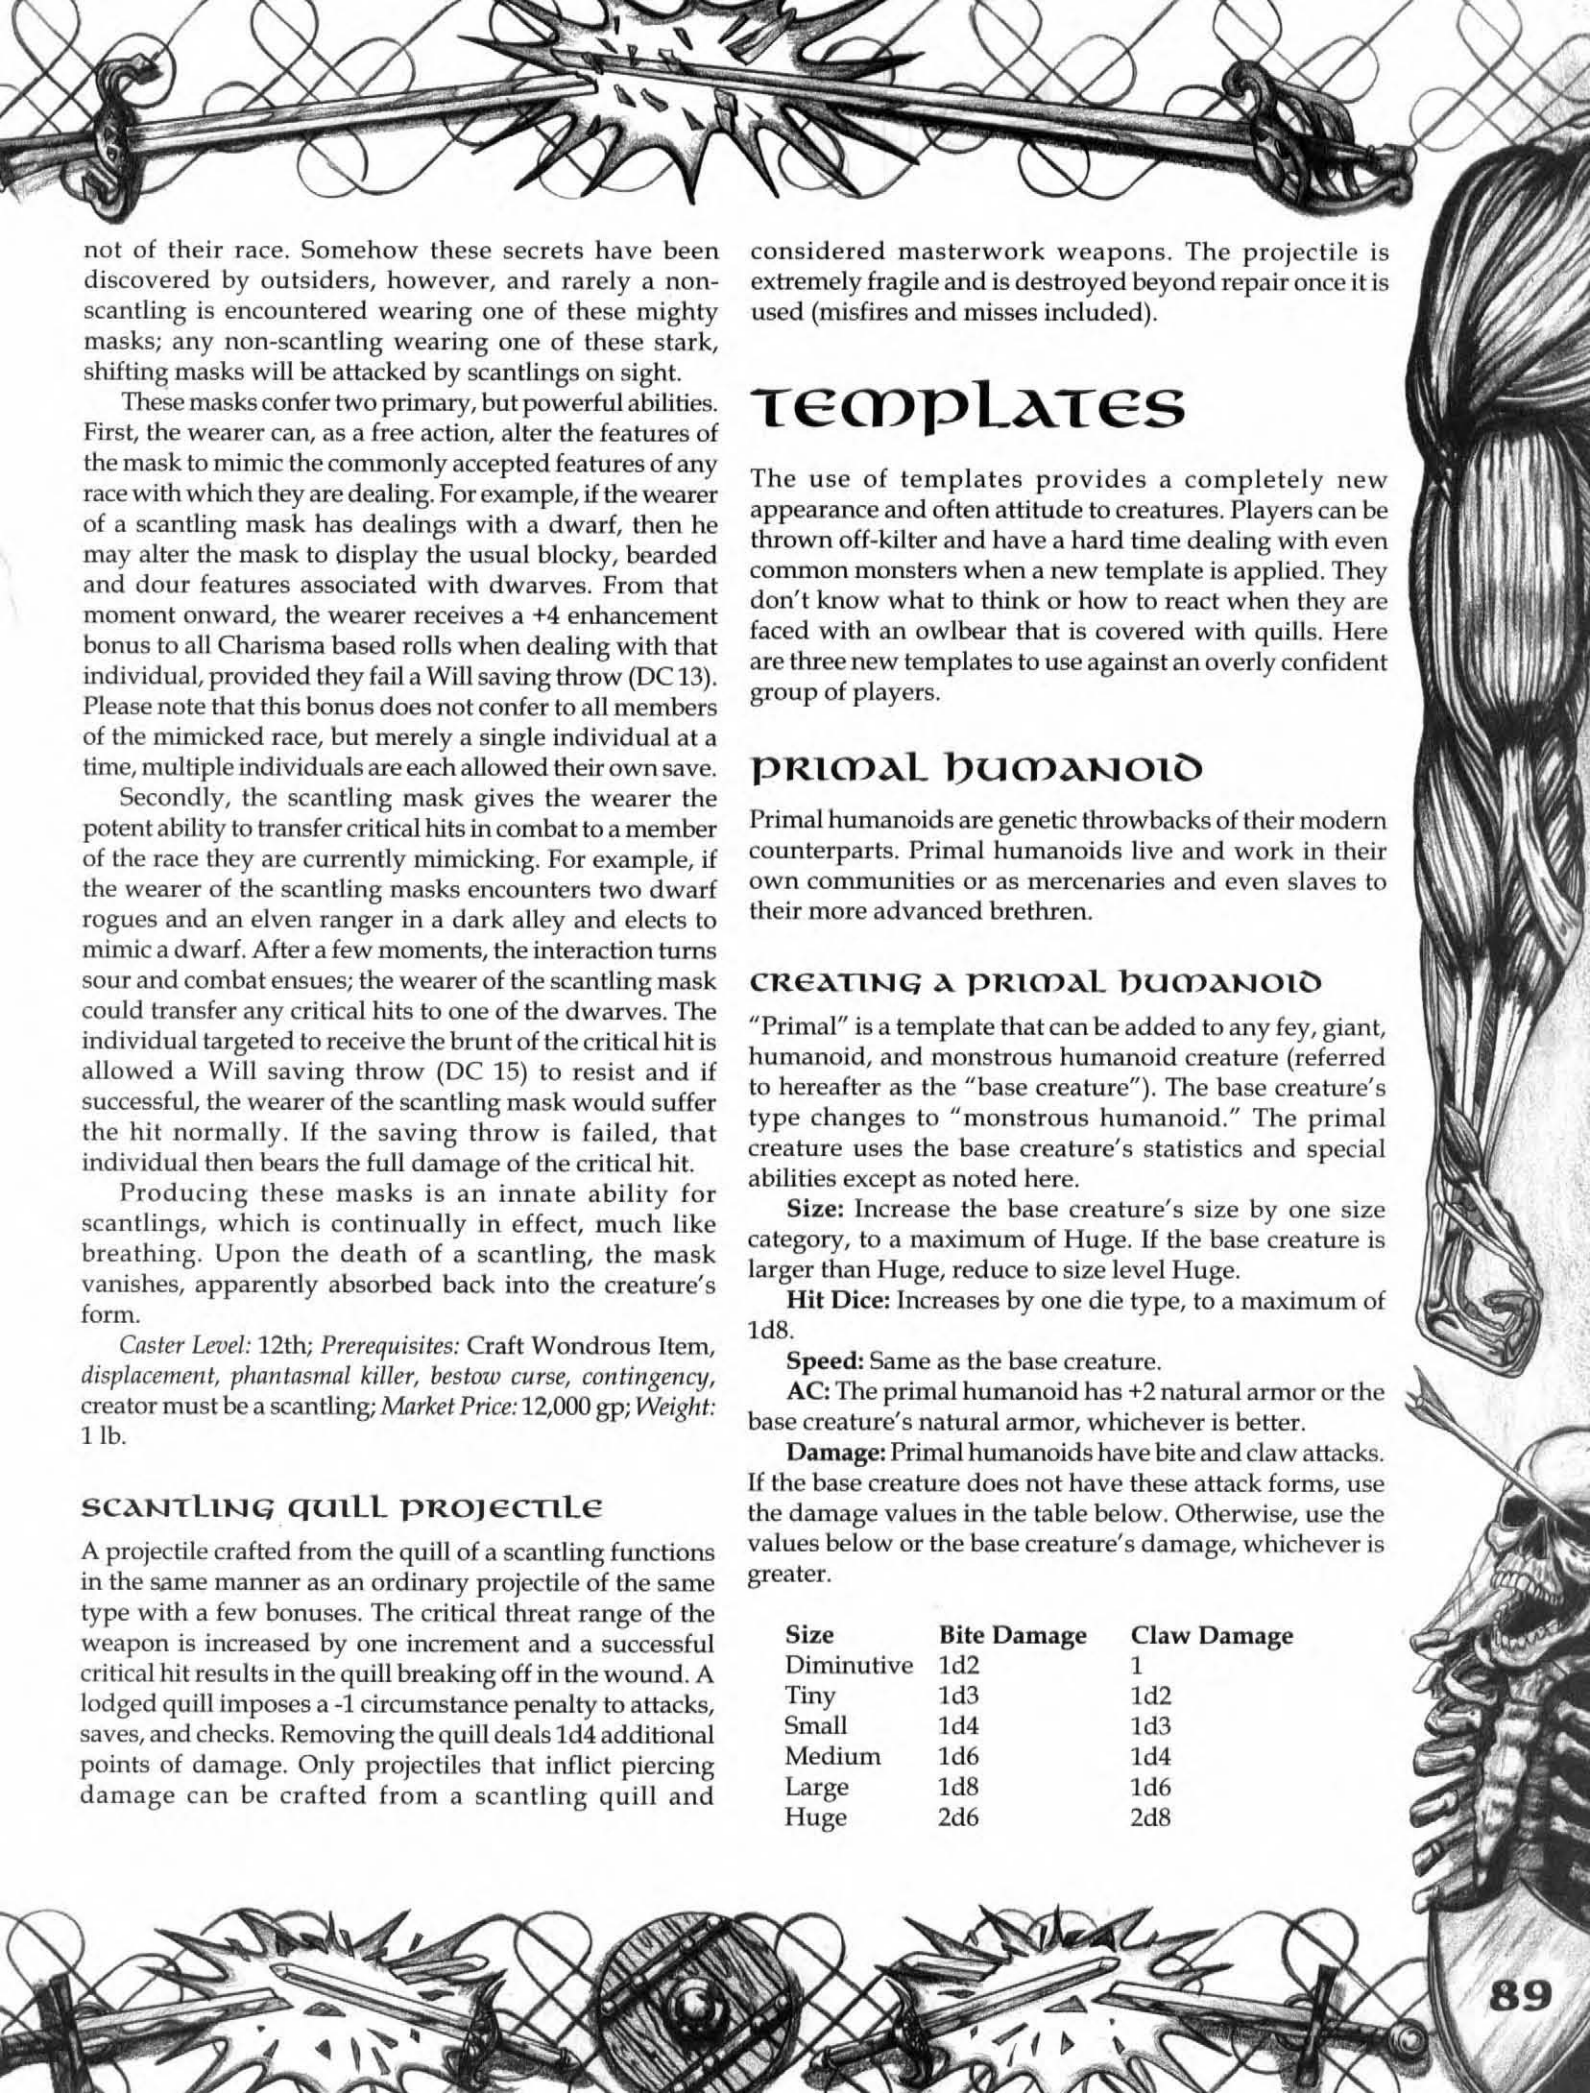 not of their race. Somehow these secrets have been
discovered by outsiders, however, and rarely a non-
scantling is encountered wearing one of these mighty
masks; any non-scantling wearing one of these stark,
shifting masks will be attacked by scantlings on sight.
These masks confer two primary, but powerful abilities.
First, the wearer can, as a free action, alter the features of
the mask to mimic the commonly accepted features of any
race with which they are dealing. For example, if the wearer
of a scantling mask has dealings with a dwarf, then he
may alter the mask to display the usual blocky, bearded
and dour features associated with dwarves. From that
moment onward, the wearer receives a +4 enhancement
bonus to all Charisma based rolls when dealing with that
individual, provided they fail a Will saving throw (DC 13).
Please note that this bonus does not confer to all members
of the mimicked race, but merely a single individual at a
time, multiple individuals are each allowed their own save.
Secondly, the scantling mask gives the wearer the
potent ability to transfer critical hits in combat to a member
of the race they are currently mimicking. For example, if
the wearer of the scantling masks encounters two dwarf
rogues and an elven ranger in a dark alley and elects to
mimic a dwarf. After a few moments, the interaction turns
sour and combat ensues; the wearer of the scantling mask
could transfer any critical hits to one of the dwarves. The
individual targeted to receive the brunt of the critical hit is
allowed a Will saving throw (DC 15) to resist and if
successful, the wearer of the scantling mask would suffer
the hit normally. If the saving throw is failed, that
individual then bears the full damage of the critical hit.
Producing these masks is an innate ability for
scantlings, which is continually in effect, much like
breathing. Upon the death of a scantling, the mask
vanishes, apparently absorbed back into the creature's
form.
Caster Level: 12th; Prerequisites: Craft Wondrous Item,
displacement, phantasmal killer, bestow curse, contingency,
creator must be a scantling; Market Price: 12,000 gp; Weight:
1 lb.
Scantling Quill Projectile
A projectile crafted from the quill of a scantling functions
in the same manner as an ordinary projectile of the same
type with a few bonuses. The critical threat range of the
weapon is increased by one increment and a successful
critical hit results in the quill breaking off in the wound. A
lodged quill imposes a -1 circumstance penalty to attacks,
saves, and checks. Removing the quill deals 1d4 additional
points of damage. Only projectiles that inflict piercing
damage can be crafted from a scantling quill and
considered masterwork weapons. The projectile is
extremely fragile and is destroyed beyond repair once it is
used (misfires and misses included).
Templates
The use of templates provides a completely new
appearance and often attitude to creatures. Players can be
thrown off-kilter and have a hard time dealing with even
common monsters when a new template is applied. They
don't know what to think or how to react when they are
faced with an owlbear that is covered with quills. Here
are three new templates to use against an overly confident
group of players.
Primal Humanoid
Primal humanoids are genetic throwbacks of their modern
counterparts. Primal humanoids live and work in their
own communities or as mercenaries and even slaves to
their more advanced brethren.
Creating a Primal Humanoid
"Primal" is a template that can be added to any fey, giant,
humanoid, and monstrous humanoid creature (referred
to hereafter as the "base creature"). The base creature's
type changes to "monstrous humanoid." The primal
creature uses the base creature's statistics and special
abilities except as noted here.
Size: Increase the base creature's size by one size
category, to a maximum of Huge. If the base creature is
larger than Huge, reduce to size level Huge.
Hit Dice: Increases by one die type, to a maximum of
1d8.
Speed: Same as the base creature.
AC: The primal humanoid has +2 natural armor or the
base creature's natural armor, whichever is better.
Damage: Primal humanoids have bite and claw attacks.
If the base creature does not have these attack forms, use
the damage values in the table below. Otherwise, use the
values below or the base creature's damage, whichever is
greater.
Size Bite Damage Claw Damage
Diminutive 1d2 1
Tiny 1d3 1d2
Small 1d4 1d3
Medium 1d6 1d4
Large 1d8 1d6
Huge 2d6 2d8
89